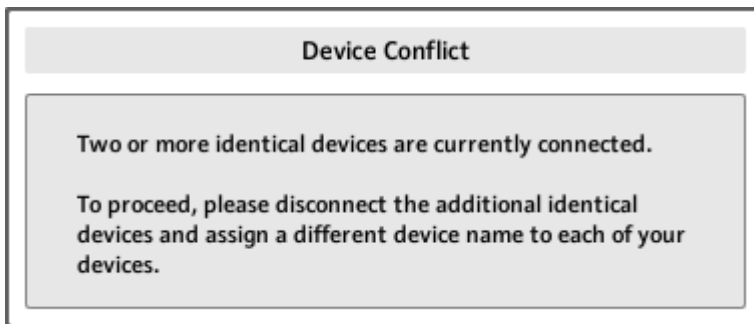 Device Conflict
Two or more identical devices are currently connected.
To proceed, please disconnect the additional identical
devices and assign a different device name to each of your
devices.